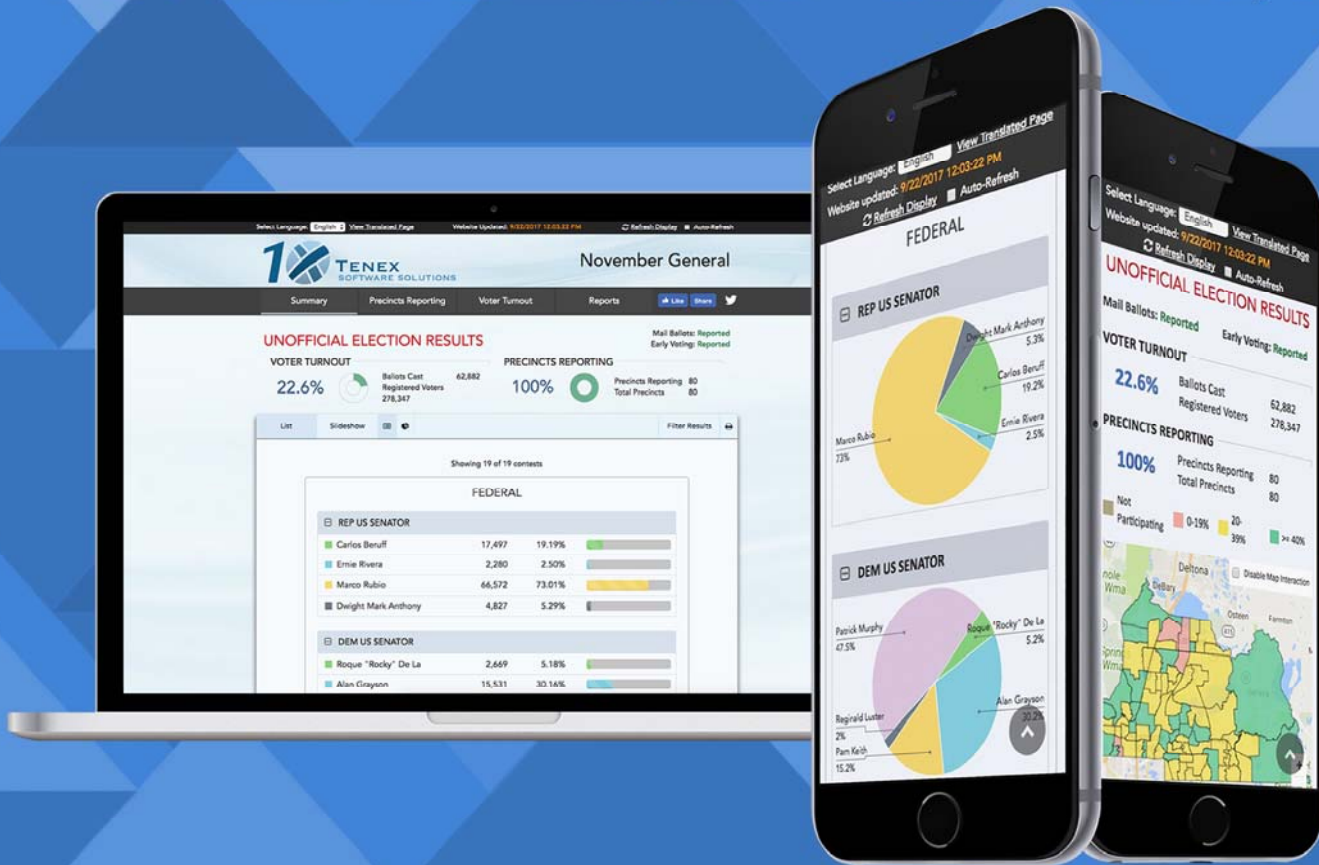 Select Language: English View Translated Page Website Updated: 9/22/2017 12:03:22 PM Refresh Display Auto-Refresh
1X TENEX
SOFTWARE SOLUTIONS
November General
Summary Precincts Reporting Voter Turnout Reports Like Share
UNOFFICIAL ELECTION RESULTS
Mail Ballots: Reported
Early Voting: Reported
VOTER TURNOUT
22.6%
Ballots Cast 62,882
Registered Voters
278,347
PRECINCTS REPORTING
100%
Precincts Reporting 80
Total Precincts 80
List Slideshow Filter Results
Showing 19 of 19 contests
FEDERAL
REP US SENATOR
Carlos Beruff 17,497 19.19%
Ernie Rivera 2,280 2.50%
Marco Rubio 66,572 73.01%
Dwight Mark Anthony 4,827 5.29%
DEM US SENATOR
Roque "Rocky" De La 2,669 5.18%
Alan Grayson 15,531 30.16%
Select Language: English View Translated Page
Website updated: 9/22/2017 12:03:22 PM
Refresh Display Auto-Refresh
FEDERAL
REP US SENATOR
Dwight Mark Anthony
5.3%
Carlos Beruff
19.2%
Ernie Rivera
2.5%
Marco Rubio
73%
DEM US SENATOR
Patrick Murphy
47.5%
Roque "Rocky" De La
5.2%
Alan Grayson
30.2%
Reginald Luster
2%
Pam Keith
15.2%
Select Language: English View Translated Page
Website updated: 9/22/2017 12:03:22 PM
Refresh Display Auto-Refresh
UNOFFICIAL ELECTION RESULTS
Mail Ballots: Reported Early Voting: Reported
VOTER TURNOUT
22.6%
Ballots Cast 62,882
Registered Voters 278,347
PRECINCTS REPORTING
100%
Precincts Reporting 80
Total Precincts 80
Not
Participating
0-19%
20-
39%
>= 40%
Deltona
Disable Map Interaction
DeBary
Osteen
Wma
415
Wma